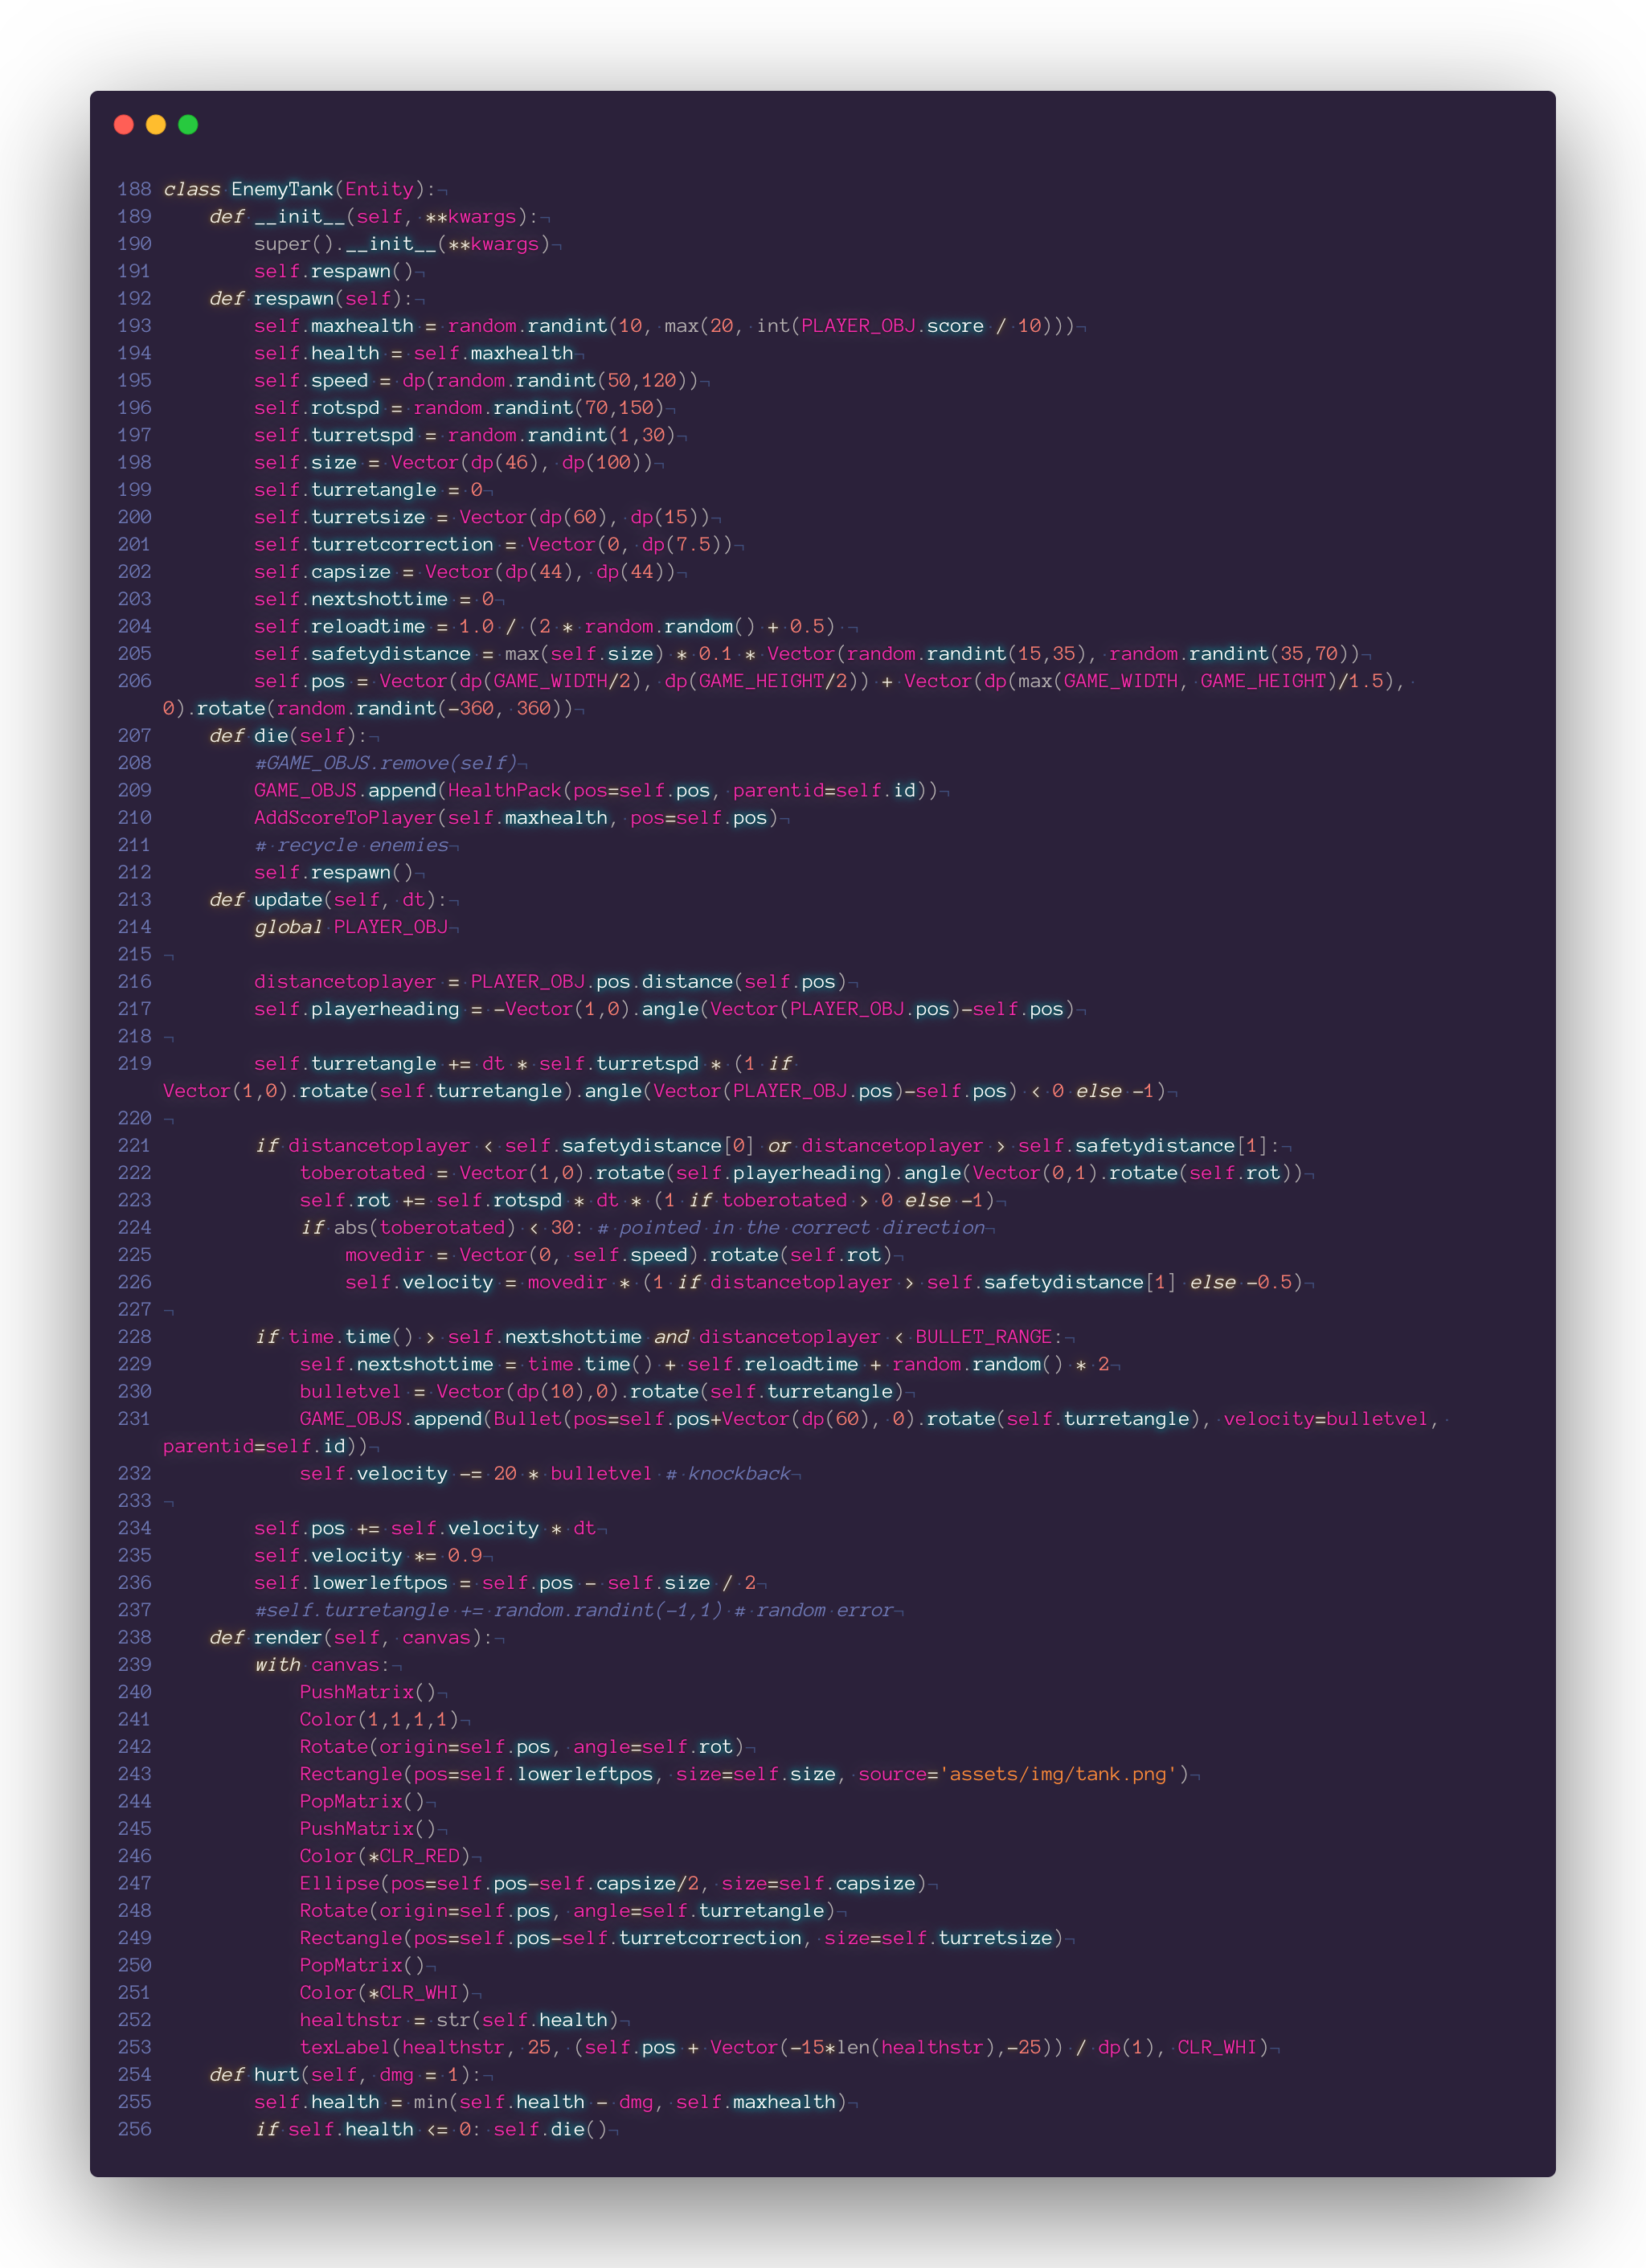 188 class EnemyTank(Entity):¬
189     def·__init__(self,·**kwargs):¬
190         super().__init__(**kwargs)¬
191         self.respawn()¬
192     def·respawn(self):¬
193         self.maxhealth·=·random.randint(10,·max(20,·int(PLAYER_OBJ.score·/·10)))¬
194         self.health·=·self.maxhealth¬
195         self.speed·=·dp(random.randint(50,120))¬
196         self.rotspd·=·random.randint(70,150)¬
197         self.turretspd·=·random.randint(1,30)¬
198         self.size·=·Vector(dp(46),·dp(100))¬
199         self.turretangle·=·0¬
200         self.turretsize·=·Vector(dp(60),·dp(15))¬
201         self.turretcorrection·=·Vector(0,·dp(7.5))¬
202         self.capsize·=·Vector(dp(44),·dp(44))¬
203         self.nextshottime·=·0¬
204         self.reloadtime·=·1.0·/·(2·*·random.random()·+·0.5)·¬
205         self.safetydistance·=·max(self.size)·*·0.1·*·Vector(random.randint(15,35),·random.randint(35,70))¬
206         self.pos·=·Vector(dp(GAME_WIDTH/2),·dp(GAME_HEIGHT/2))·+·Vector(dp(max(GAME_WIDTH,·GAME_HEIGHT)/1.5),·
0).rotate(random.randint(-360,·360))¬
207     def·die(self):¬
208         #GAME_OBJS.remove(self)¬
209         GAME_OBJS.append(HealthPack(pos=self.pos,·parentid=self.id))¬
210         AddScoreToPlayer(self.maxhealth,·pos=self.pos)¬
211         #·recycle·enemies¬
212         self.respawn()¬
213     def·update(self,·dt):¬
214         global·PLAYER_OBJ¬
215 ¬
216         distancetoplayer·=·PLAYER_OBJ.pos.distance(self.pos)¬
217         self.playerheading·=·-Vector(1,0).angle(Vector(PLAYER_OBJ.pos)-self.pos)¬
218 ¬
219         self.turretangle·+=·dt·*·self.turretspd·*·(1·if·
Vector(1,0).rotate(self.turretangle).angle(Vector(PLAYER_OBJ.pos)-self.pos)·<·0·else·-1)¬
220 ¬
221         if·distancetoplayer·<·self.safetydistance[0]·or·distancetoplayer·>·self.safetydistance[1]:¬
222             toberotated·=·Vector(1,0).rotate(self.playerheading).angle(Vector(0,1).rotate(self.rot))¬
223             self.rot·+=·self.rotspd·*·dt·*·(1·if·toberotated·>·0·else·-1)¬
224             if·abs(toberotated)·<·30:·#·pointed·in·the·correct·direction¬
225                 movedir·=·Vector(0,·self.speed).rotate(self.rot)¬
226                 self.velocity·=·movedir·*·(1·if·distancetoplayer·>·self.safetydistance[1]·else·-0.5)¬
227 ¬
228         if·time.time()·>·self.nextshottime·and·distancetoplayer·<·BULLET_RANGE:¬
229             self.nextshottime·=·time.time()·+·self.reloadtime·+·random.random()·*·2¬
230             bulletvel·=·Vector(dp(10),0).rotate(self.turretangle)¬
231             GAME_OBJS.append(Bullet(pos=self.pos+Vector(dp(60),·0).rotate(self.turretangle),·velocity=bulletvel,·
parentid=self.id))¬
232             self.velocity·-=·20·*·bulletvel·#·knockback¬
233 ¬
234         self.pos·+=·self.velocity·*·dt¬
235         self.velocity·*=·0.9¬
236         self.lowerleftpos·=·self.pos·-·self.size·/·2¬
237         #self.turretangle·+=·random.randint(-1,1)·#·random·error¬
238     def·render(self,·canvas):¬
239         with·canvas:¬
240             PushMatrix()¬
241             Color(1,1,1,1)¬
242             Rotate(origin=self.pos,·angle=self.rot)¬
243             Rectangle(pos=self.lowerleftpos,·size=self.size,·source='assets/img/tank.png')¬
244             PopMatrix()¬
245             PushMatrix()¬
246             Color(*CLR_RED)¬
247             Ellipse(pos=self.pos-self.capsize/2,·size=self.capsize)¬
248             Rotate(origin=self.pos,·angle=self.turretangle)¬
249             Rectangle(pos=self.pos-self.turretcorrection,·size=self.turretsize)¬
250             PopMatrix()¬
251             Color(*CLR_WHI)¬
252             healthstr·=·str(self.health)¬
253             texLabel(healthstr,·25,·(self.pos·+·Vector(-15*len(healthstr),-25))·/·dp(1),·CLR_WHI)¬
254     def·hurt(self,·dmg·=·1):¬
255         self.health·=·min(self.health·-·dmg,·self.maxhealth)¬
256         if·self.health·<=·0:·self.die()¬